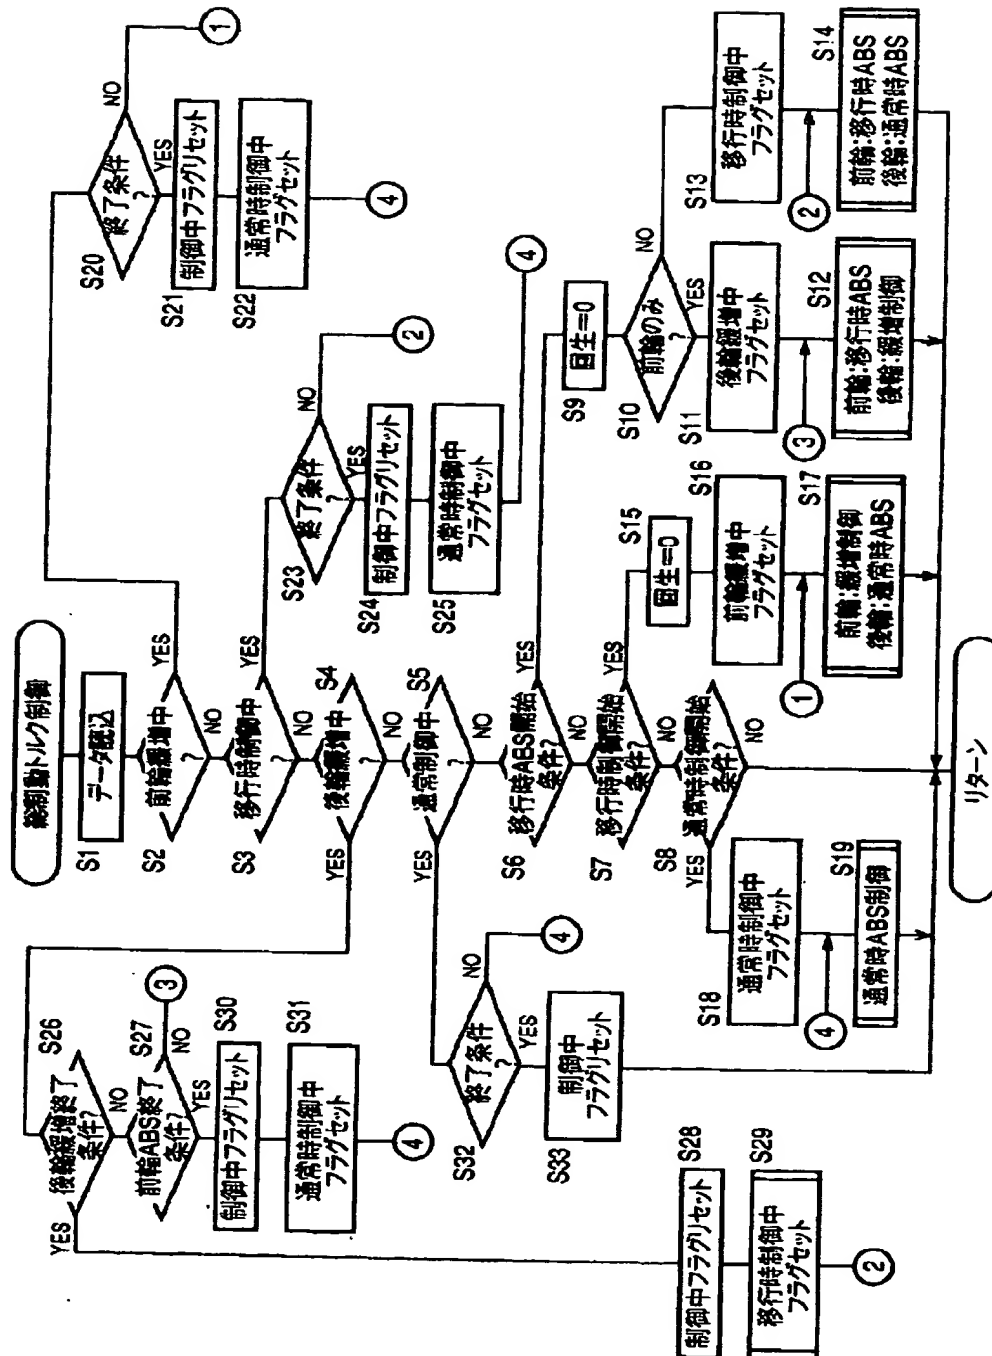 総制動トルク制御
S1
データ読込
S2
前輪緩増中
?
YES
NO
S3
移行時制御中
?
YES
NO
S4
後輪緩増中
?
YES
NO
S5
通常制御中
?
YES
NO
S6
移行時ABS開始
条件?
YES
NO
S7
移行時制御開始
条件?
YES
NO
S8
通常時制御開始
条件?
YES
NO
S9
回生=0
S10
前輪のみ
?
NO
YES
S11
後輪緩増中
フラグセット
3
S12
前輪:移行時ABS
後輪:緩増制御
S13
移行時制御中
フラグセット
2
S14
前輪:移行時ABS
後輪:通常時ABS
S15
回生=0
S16
前輪緩増中
フラグセット
1
S17
前輪:緩増制御
後輪:通常時ABS
S18
通常時制御中
フラグセット
4
S19
通常時ABS制御
リターン
S20
終了条件
?
NO
1
YES
S21
制御中フラグリセット
S22
通常時制御中
フラグセット
4
S23
終了条件
?
NO
2
YES
S24
制御中フラグリセット
S25
通常時制御中
フラグセット
4
S26
後輪緩増終了
条件?
YES
NO
S27
前輪ABS終了
条件?
NO
3
YES
S30
制御中フラグリセット
S31
通常時制御中
フラグセット
4
S28
制御中フラグリセット
S29
移行時制御中
フラグセット
2
S32
終了条件
?
NO
4
YES
S33
制御中
フラグリセット